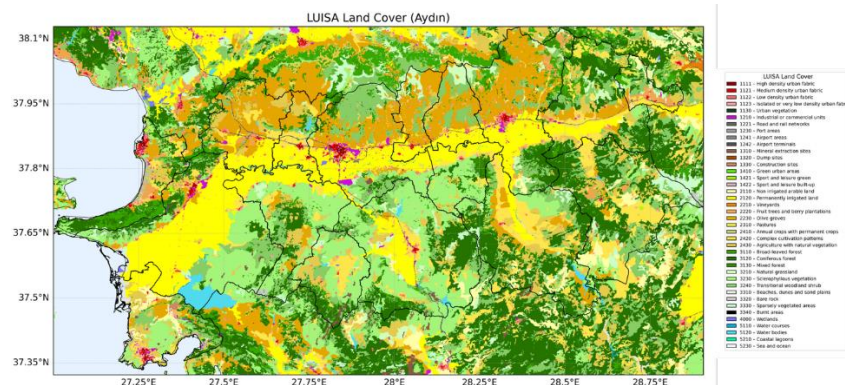 LUISA Land Cover (Aydın)
38.1°N
37.95°N
37.8°N
37.65°N
37.5°N
37.35°N
27.25°E
27.5°E
27.75°E
28°E
28.25°E
28.5°E
28.75°E
LUISA Land Cover
1111 - High density urban fabric
1121 - Medium density urban fabric
1122 - Low density urban fabric
1123 - Isolated or very low density urban fabric
1130 - Urban vegetation
1210 - Industrial or commercial units
1221 - Road and rail networks
1230 - Port areas
1241 - Airport areas
1242 - Airport terminals
1310 - Mineral extraction sites
1320 - Dump sites
1330 - Construction sites
1410 - Green urban areas
1421 - Sport and leisure green
1422 - Sport and leisure built-up
2110 - Non irrigated arable land
2120 - Permanently irrigated land
2210 - Vineyards
2220 - Fruit trees and berry plantations
2230 - Olive groves
2310 - Pastures
2410 - Annual crops with permanent crops
2420 - Complex cultivation patterns
2430 - Agriculture with natural vegetation
3110 - Broad-leaved forest
3120 - Coniferous forest
3130 - Mixed forest
3210 - Natural grassland
3230 - Sclerophyllous vegetation
3240 - Transitional woodland shrub
3310 - Beaches, dunes and sand plains
3320 - Bare rock
3330 - Sparsely vegetated areas
3340 - Burnt areas
4000 - Wetlands
5110 - Water courses
5120 - Water bodies
5210 - Coastal lagoons
5230 - Sea and ocean